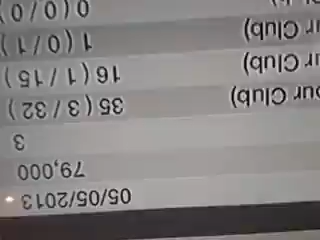 05/05/2013
79,000
3
our Club) 35 ( 3 / 32 )
Club) 16 ( 1 / 15 )
Club) 1 ( 0 / 1 )
0 ( 0 / 0 )